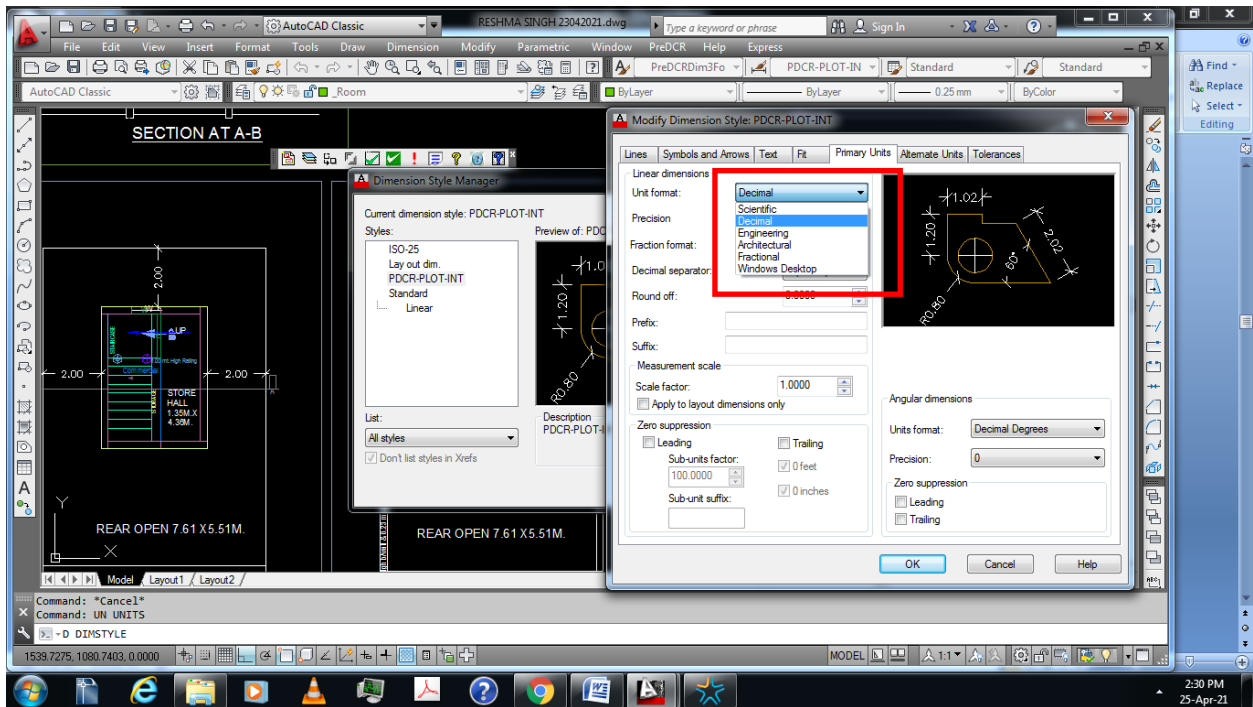 AutoCAD Classic
RESHMA SINGH 23042021.dwg
Type a keyword or phrase
Sign In
File Edit View Insert Format Tools Draw Dimension Modify Parametric Window PreDCR Help Express
PreDCRDim3Fo
PDCR-PLOT-IN
Standard
Standard
AutoCAD Classic
_Room
ByLayer
ByLayer
0.25 mm
ByColor
Find
Replace
Select
Editing
SECTION AT A-B
2.00
UP
STAIRCASE
Commercial
2.00
2.00
STORAGE
STORE
HALL
1.35M.X
4.36M.
REAR OPEN 7.61 X5.51M.
Y
X
REAR OPEN 7.61 X5.51M.
Dimension Style Manager
Current dimension style: PDCR-PLOT-INT
Styles:
Preview of: PDC
ISO-25
Lay out dim.
PDCR-PLOT-INT
Standard
Linear
1.0
1.20
R0.80
List:
All styles
Don't list styles in Xrefs
Description
PDCR-PLOT-I
Modify Dimension Style: PDCR-PLOT-INT
Lines Symbols and Arrows Text Fit Primary Units Alternate Units Tolerances
Linear dimensions
Unit format: Decimal
Scientific
Decimal
Engineering
Architectural
Fractional
Windows Desktop
Precision
Fraction format:
Decimal separator:
Round off: 0.0000
Prefix:
Suffix:
Measurement scale
Scale factor: 1.0000
Apply to layout dimensions only
Zero suppression
Leading
Trailing
Sub-units factor:
100.0000
0 feet
0 inches
Sub-unit suffix:
1.02
1.20
2.02
60°
R0.80
Angular dimensions
Units format: Decimal Degrees
Precision: 0
Zero suppression
Leading
Trailing
OK Cancel Help
Model Layout1 Layout2
Command: *Cancel*
Command: UN UNITS
D DIMSTYLE
1539.7275, 1080.7403, 0.0000
MODEL
1:1
2:30 PM
25-Apr-21